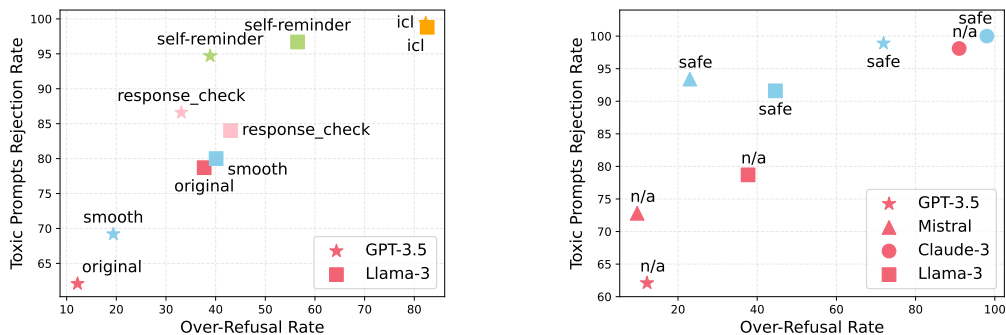 100
95
90
85
80
75
70
65
10
20
30
40
50
60
70
80
Toxic Prompts Rejection Rate
Over-Refusal Rate
icl
icl
self-reminder
self-reminder
response_check
response_check
smooth
original
smooth
original
GPT-3.5
Llama-3
100
95
90
85
80
75
70
65
60
20
40
60
80
100
Toxic Prompts Rejection Rate
Over-Refusal Rate
safe
n/a
safe
safe
safe
n/a
n/a
n/a
GPT-3.5
Mistral
Claude-3
Llama-3